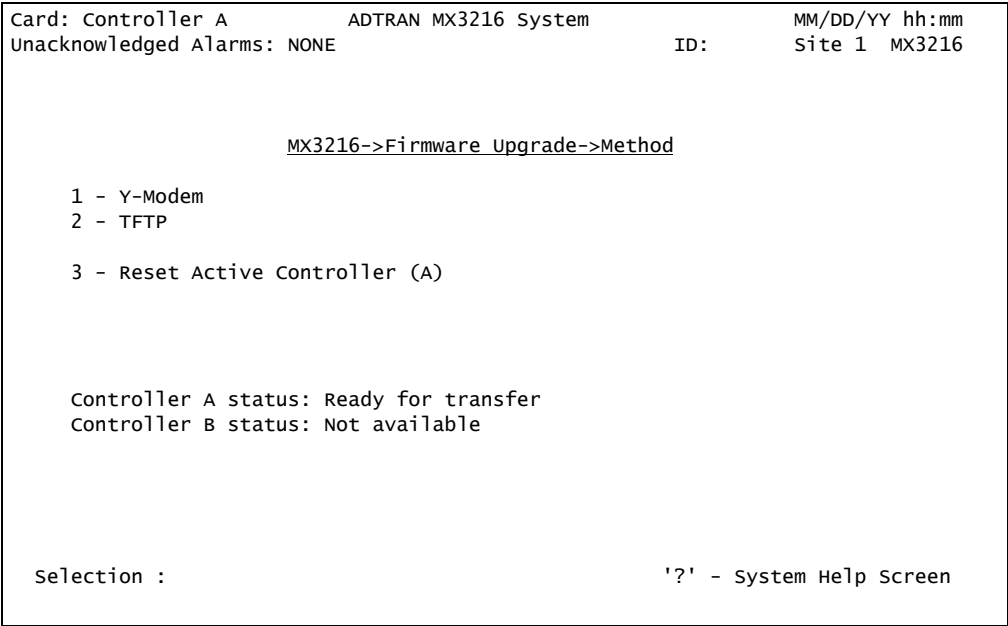 Card: Controller A ADTRAN MX3216 System MM/DD/YY hh:mm
Unacknowledged Alarms: NONE ID: Site 1 MX3216
MX3216->Firmware Upgrade->Method
1 - Y-Modem
2 - TFTP
3 - Reset Active Controller (A)
Controller A status: Ready for transfer
Controller B status: Not available
Selection : '?' - System Help Screen